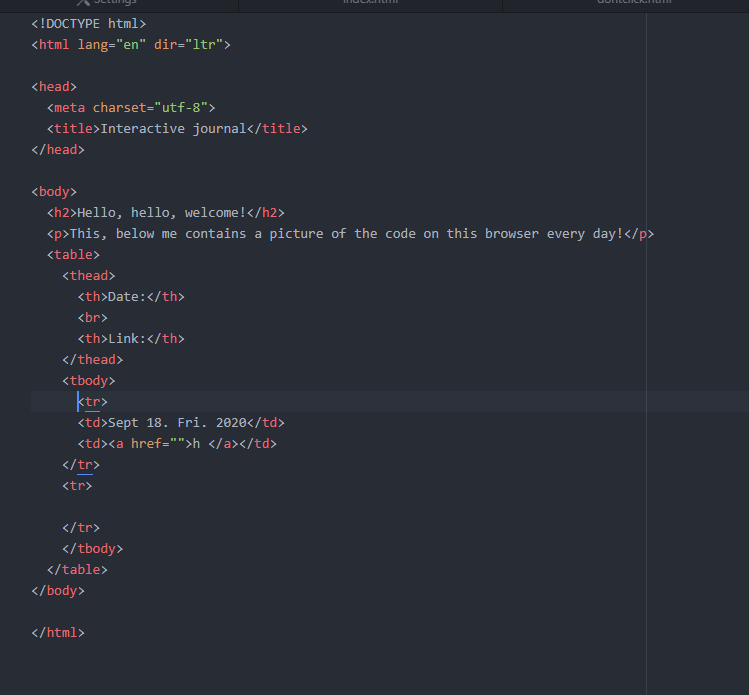 Settings
index.html
dontclick.html
<!DOCTYPE html>
<html lang="en" dir="ltr">

<head>
  <meta charset="utf-8">
  <title>Interactive journal</title>
</head>

<body>
  <h2>Hello, hello, welcome!</h2>
  <p>This, below me contains a picture of the code on this browser every day!</p>
  <table>
    <thead>
      <th>Date:</th>
      <br>
      <th>Link:</th>
    </thead>
    <tbody>
      <tr>
      <td>Sept 18. Fri. 2020</td>
      <td><a href="">h </a></td>
    </tr>
    <tr>

    </tr>
    </tbody>
  </table>
</body>

</html>